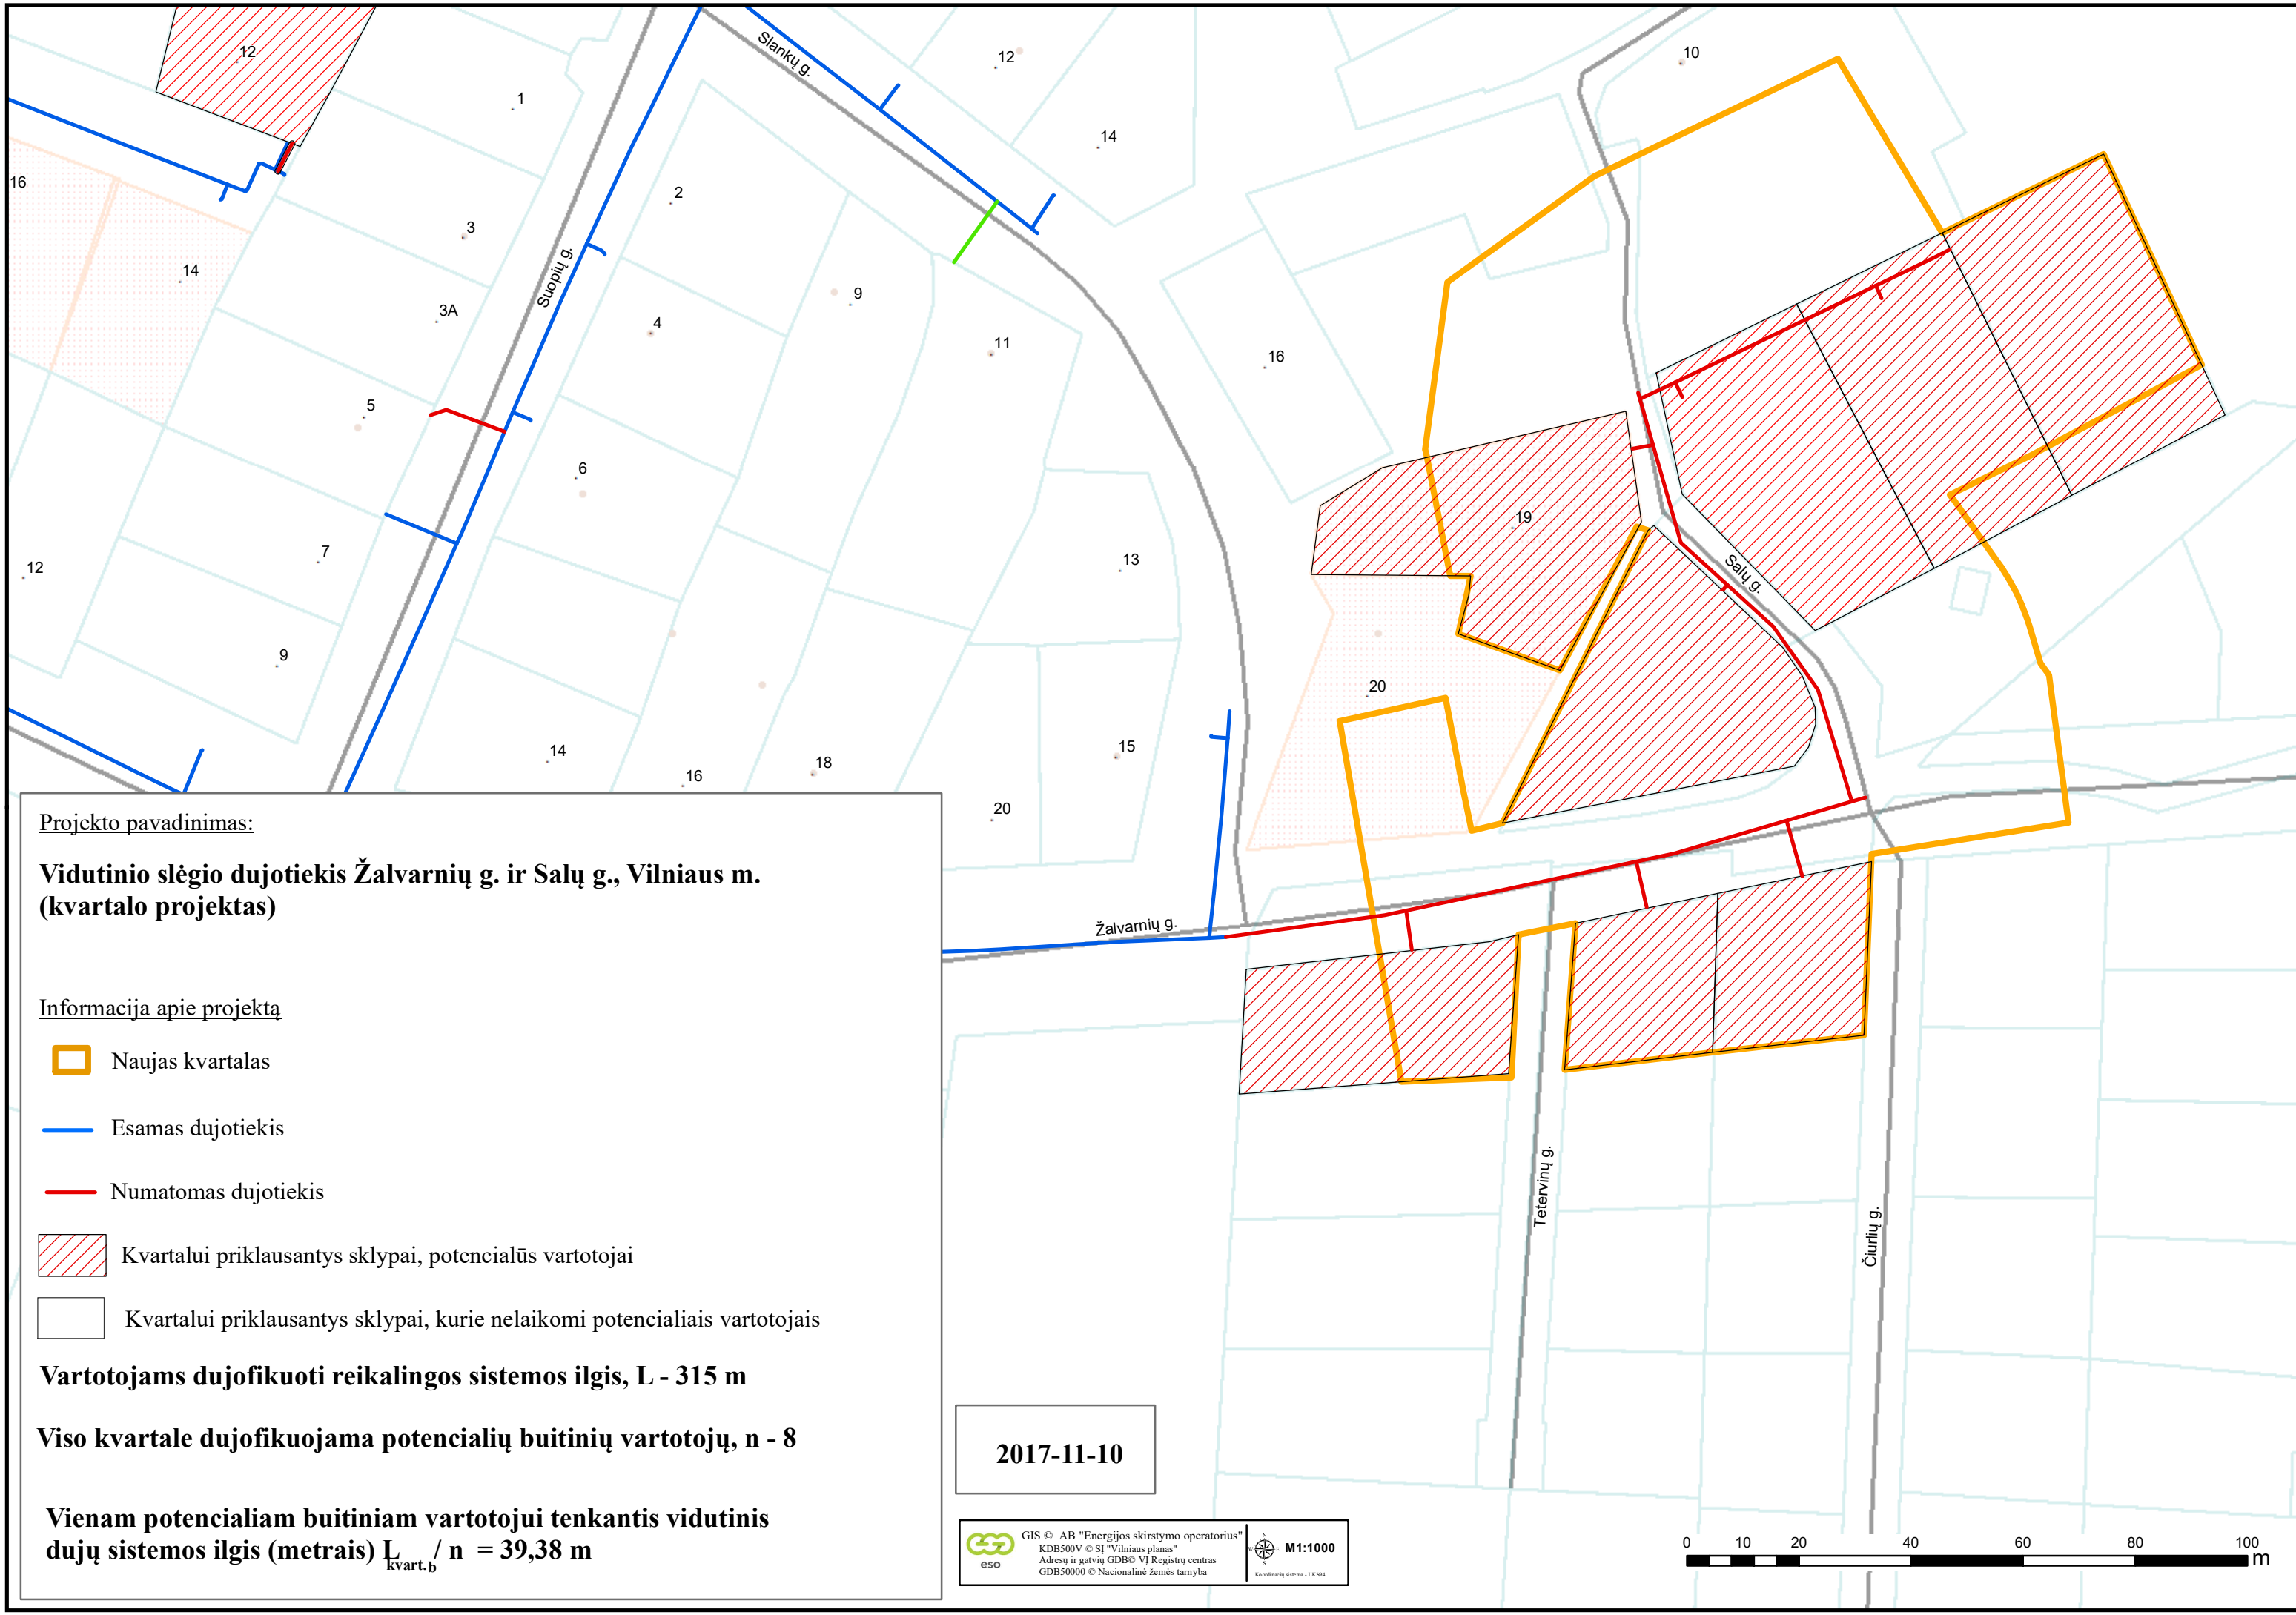 12
1
Slankų g.
12
10
14
16
2
3
14
Suopių g.
3A
9
4
11
16
5
6
19
7
13
12
Salų g.
9
20
14
16
18
15
20
Žalvarnių g.
Tetervinų g.
Čiurlių g.
Projekto pavadinimas:
Vidutinio slėgio dujotiekis Žalvarnių g. ir Salų g., Vilniaus m.
(kvartalo projektas)
Informacija apie projektą
Naujas kvartalas
Esamas dujotiekis
Numatomas dujotiekis
Kvartalui priklausantys sklypai, potencialūs vartotojai
Kvartalui priklausantys sklypai, kurie nelaikomi potencialiais vartotojais
Vartotojams dujofikuoti reikalingos sistemos ilgis, L - 315 m
Viso kvartale dujofikuojama potencialių buitinių vartotojų, n - 8
Vienam potencialiam buitiniam vartotojui tenkantis vidutinis
dujų sistemos ilgis (metrais) L kvart.b / n = 39,38 m
2017-11-10
eso
GIS © AB "Energijos skirstymo operatorius"
KDB500V © SĮ "Vilniaus planas"
Adresų ir gatvių GDB© VĮ Registrų centras
GDB50000 © Nacionalinė žemės tarnyba
N
W E
S
M1:1000
Koordinačių sistema - LKS94
0 10 20 40 60 80 100
m